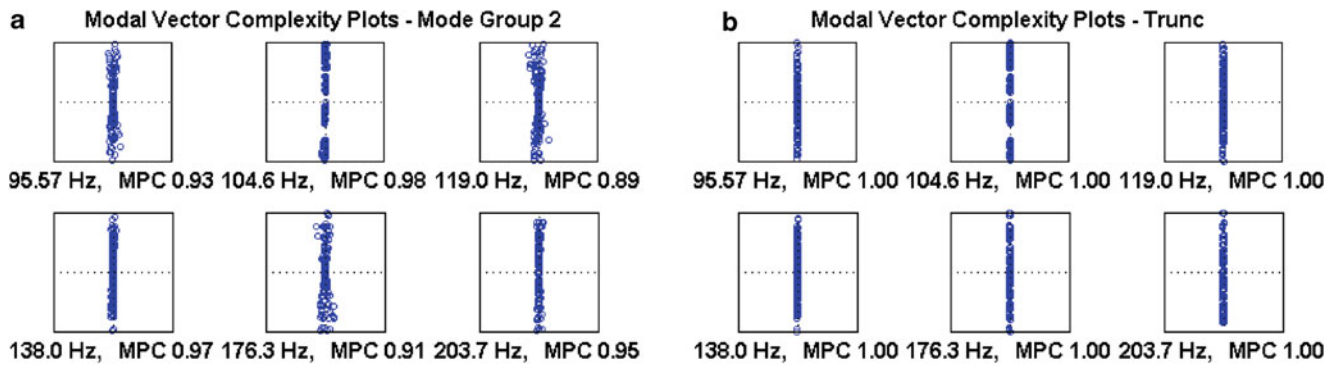 a Modal Vector Complexity Plots - Mode Group 2
95.57 Hz, MPC 0.93 104.6 Hz, MPC 0.98 119.0 Hz, MPC 0.89
138.0 Hz, MPC 0.97 176.3 Hz, MPC 0.91 203.7 Hz, MPC 0.95
b Modal Vector Complexity Plots - Trunc
95.57 Hz, MPC 1.00 104.6 Hz, MPC 1.00 119.0 Hz, MPC 1.00
138.0 Hz, MPC 1.00 176.3 Hz, MPC 1.00 203.7 Hz, MPC 1.00